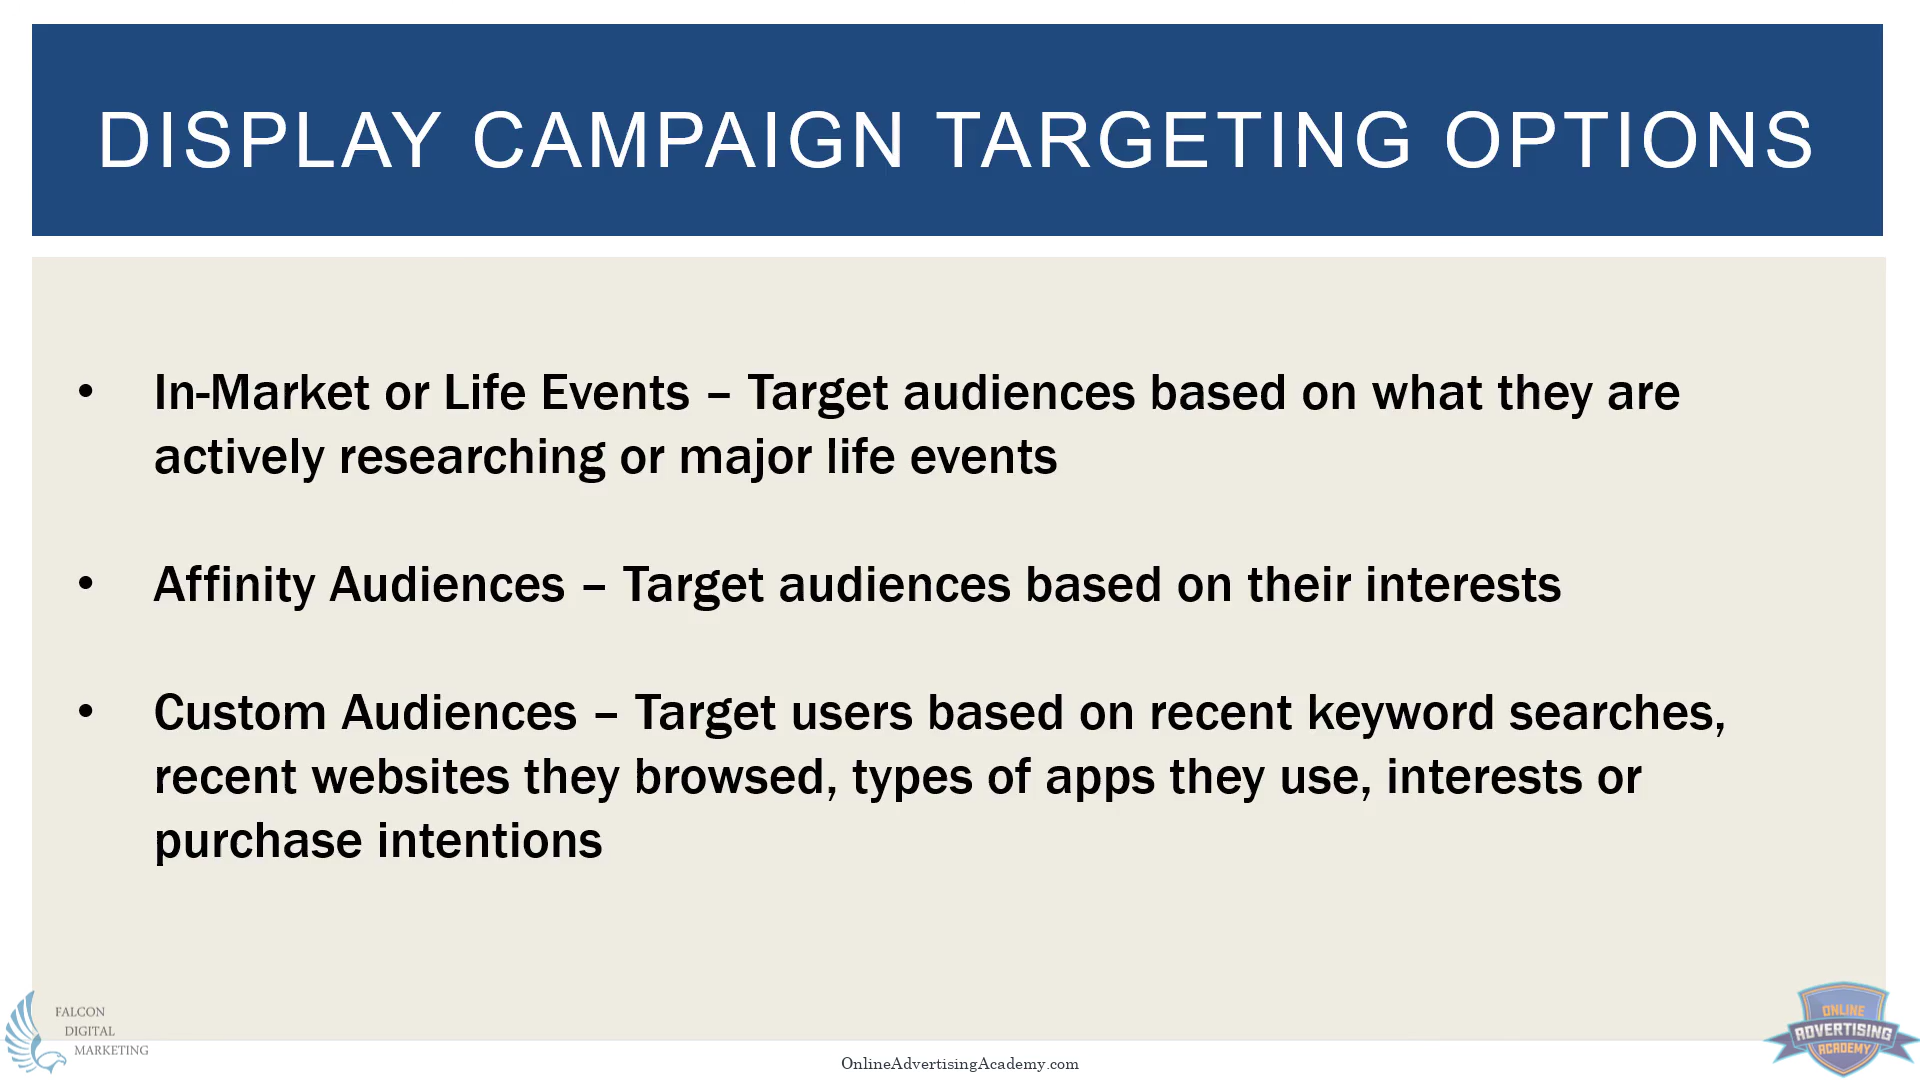 DISPLAY CAMPAIGN TARGETING OPTIONS
• In-Market or Life Events – Target audiences based on what they are
actively researching or major life events
• Affinity Audiences – Target audiences based on their interests
• Custom Audiences – Target users based on recent keyword searches,
recent websites they browsed, types of apps they use, interests or
purchase intentions
FALCON
DIGITAL
MARKETING
OnlineAdvertisingAcademy.com
ONLINE
ADVERTISING
ACADEMY